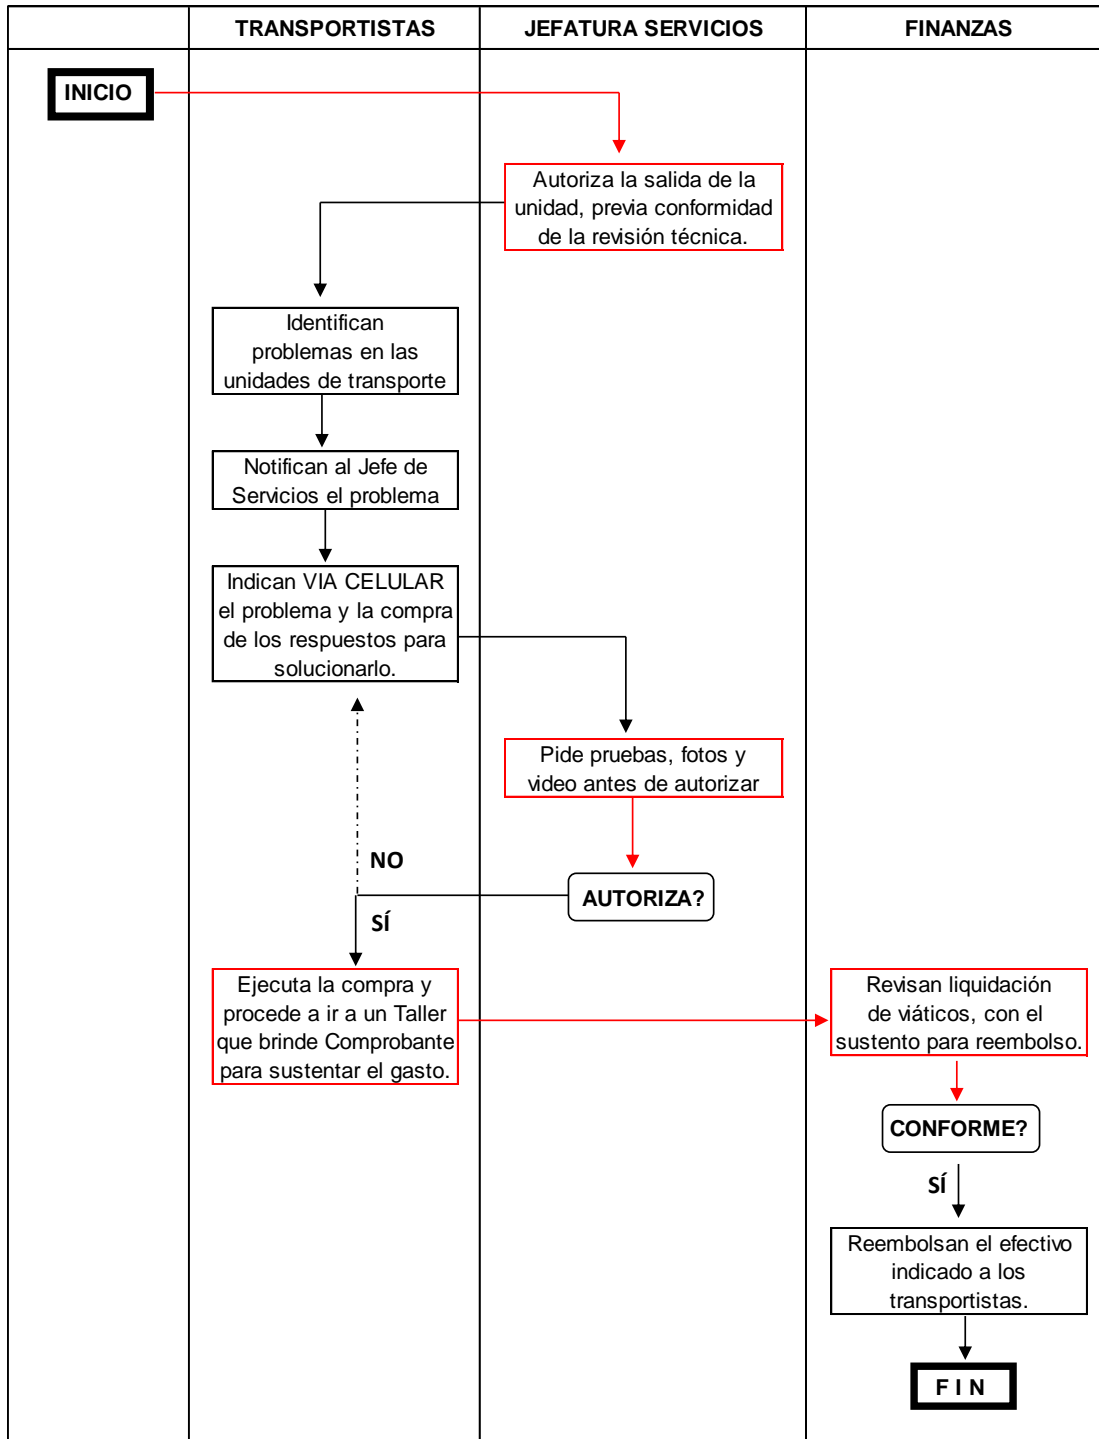 TRANSPORTISTAS
JEFATURA SERVICIOS
FINANZAS
INICIO
Autoriza la salida de la
unidad, previa conformidad
de la revisión técnica.
Identifican
problemas en las
unidades de transporte
Notifican al Jefe de
Servicios el problema
Indican VIA CELULAR
el problema y la compra
de los respuestos para
solucionarlo.
Pide pruebas, fotos y
video antes de autorizar
NO
AUTORIZA?
SÍ
Ejecuta la compra y
procede a ir a un Taller
que brinde Comprobante
para sustentar el gasto.
Revisan liquidación
de viáticos, con el
sustento para reembolso.
CONFORME?
SÍ
Reembolsan el efectivo
indicado a los
transportistas.
F I N